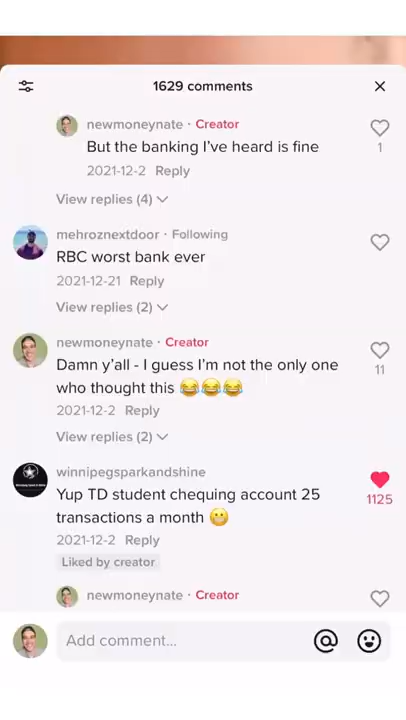 1629 comments
newmoneynate · Creator
But the banking I've heard is fine
1
2021-12-2 Reply
View replies (4)
mehroznextdoor · Following
RBC worst bank ever
2021-12-21 Reply
View replies (2)
newmoneynate · Creator
Damn y'all - I guess I'm not the only one
who thought this 😂😂😂
11
2021-12-2 Reply
View replies (2)
winnipegsparkandshine
Yup TD student chequing account 25
transactions a month 😬
1125
2021-12-2 Reply
Liked by creator
newmoneynate · Creator
Add comment...